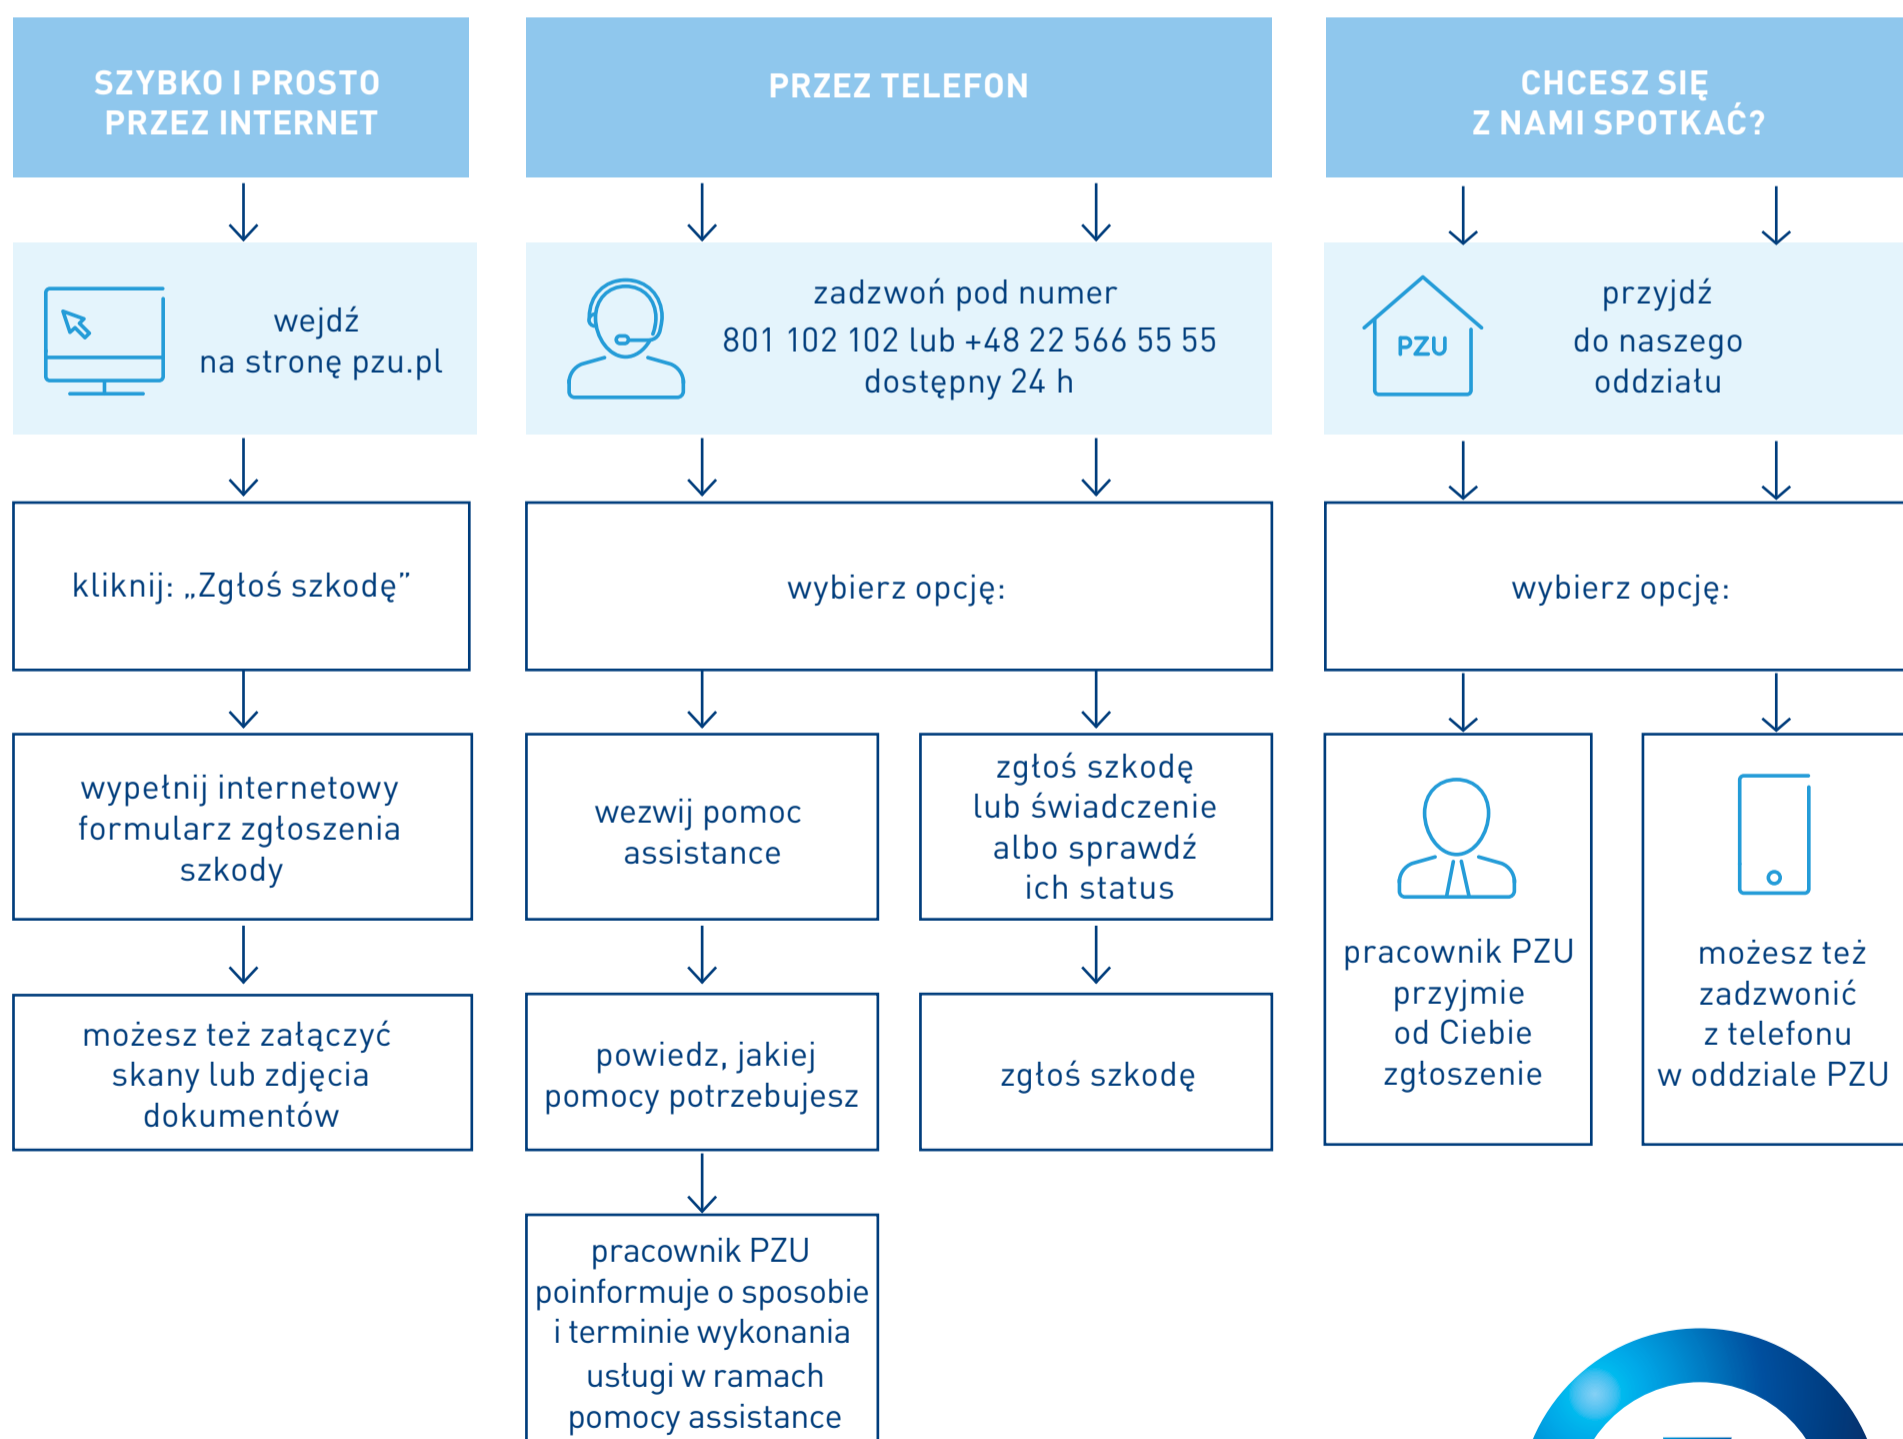 SZYBKO I PROSTO
PRZEZ INTERNET
wejdź
na stronę pzu.pl
kliknij: „Zgłoś szkodę”
wypełnij internetowy
formularz zgłoszenia
szkody
możesz też załączyć
skany lub zdjęcia
dokumentów
PRZEZ TELEFON
zadzwoń pod numer
801 102 102 lub +48 22 566 55 55
dostępny 24 h
wybierz opcję:
wezwij pomoc
assistance
powiedz, jakiej
pomocy potrzebujesz
pracownik PZU
poinformuje o sposobie
i terminie wykonania
usługi w ramach
pomocy assistance
zgłoś szkodę
lub świadczenie
albo sprawdź
ich status
zgłoś szkodę
CHCESZ SIĘ
Z NAMI SPOTKAĆ?
PZU
przyjdź
do naszego
oddziału
wybierz opcję:
pracownik PZU
przyjmie
od Ciebie
zgłoszenie
możesz też
zadzwonić
z telefonu
w oddziale PZU